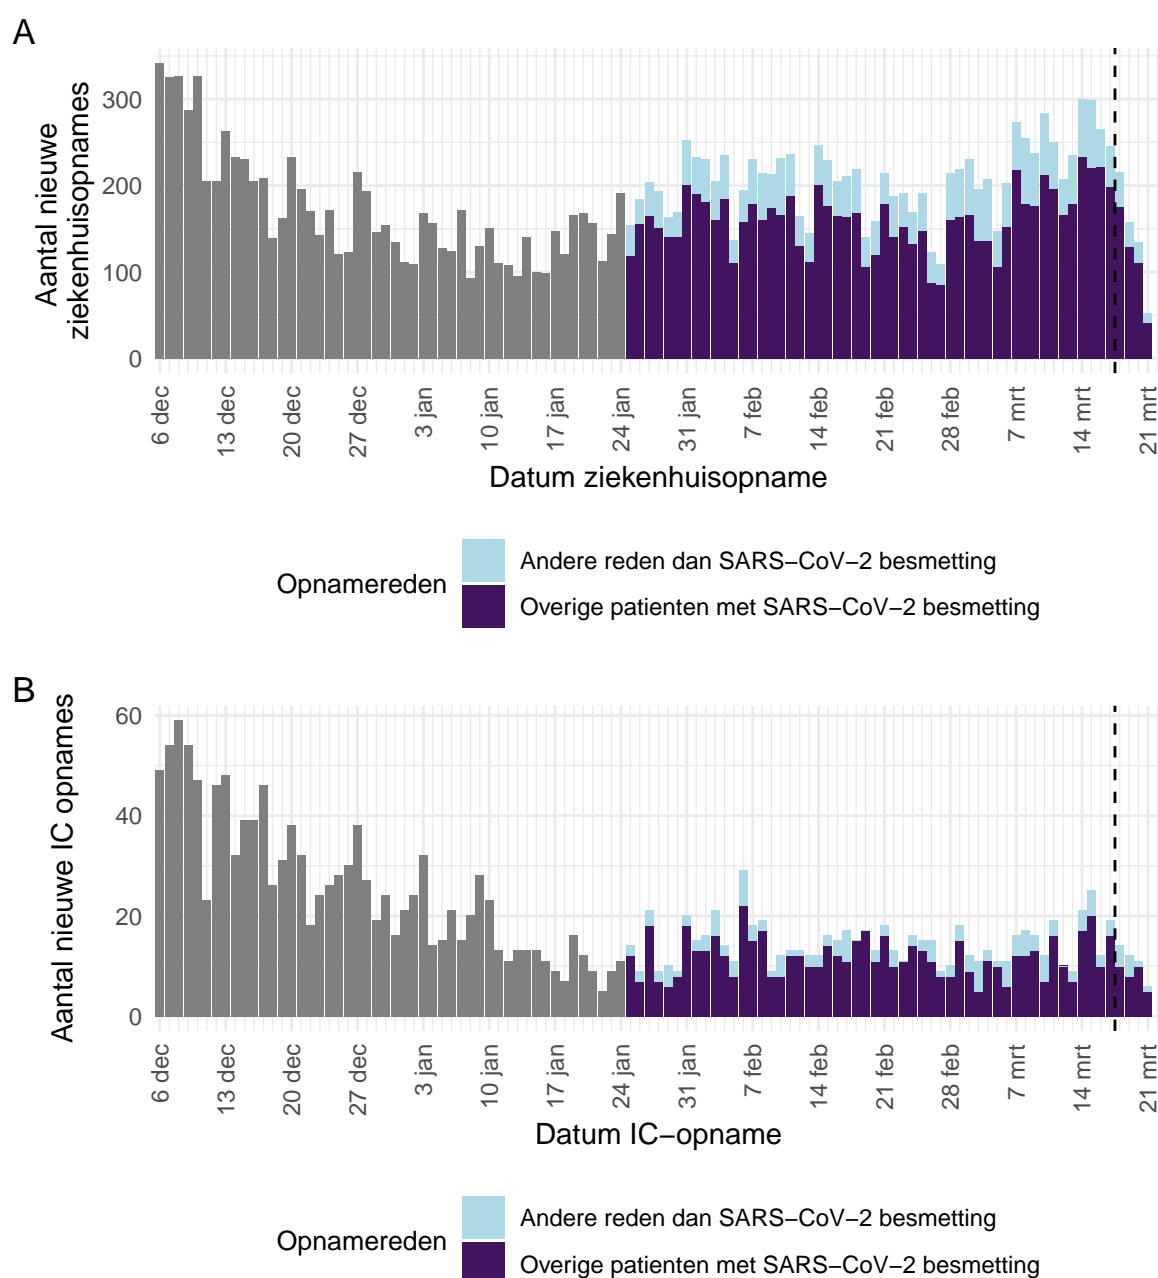 A
Aantal nieuwe
ziekenhuisopnames
300
200
100
0
6 dec
13 dec
20 dec
27 dec
3 jan
10 jan
17 jan
24 jan
31 jan
7 feb
14 feb
21 feb
28 feb
7 mrt
14 mrt
21 mrt
Datum ziekenhuisopname
Opnamereden
Andere reden dan SARS−CoV−2 besmetting
Overige patienten met SARS−CoV−2 besmetting
B
Aantal nieuwe IC opnames
60
40
20
0
6 dec
13 dec
20 dec
27 dec
3 jan
10 jan
17 jan
24 jan
31 jan
7 feb
14 feb
21 feb
28 feb
7 mrt
14 mrt
21 mrt
Datum IC−opname
Opnamereden
Andere reden dan SARS−CoV−2 besmetting
Overige patienten met SARS−CoV−2 besmetting